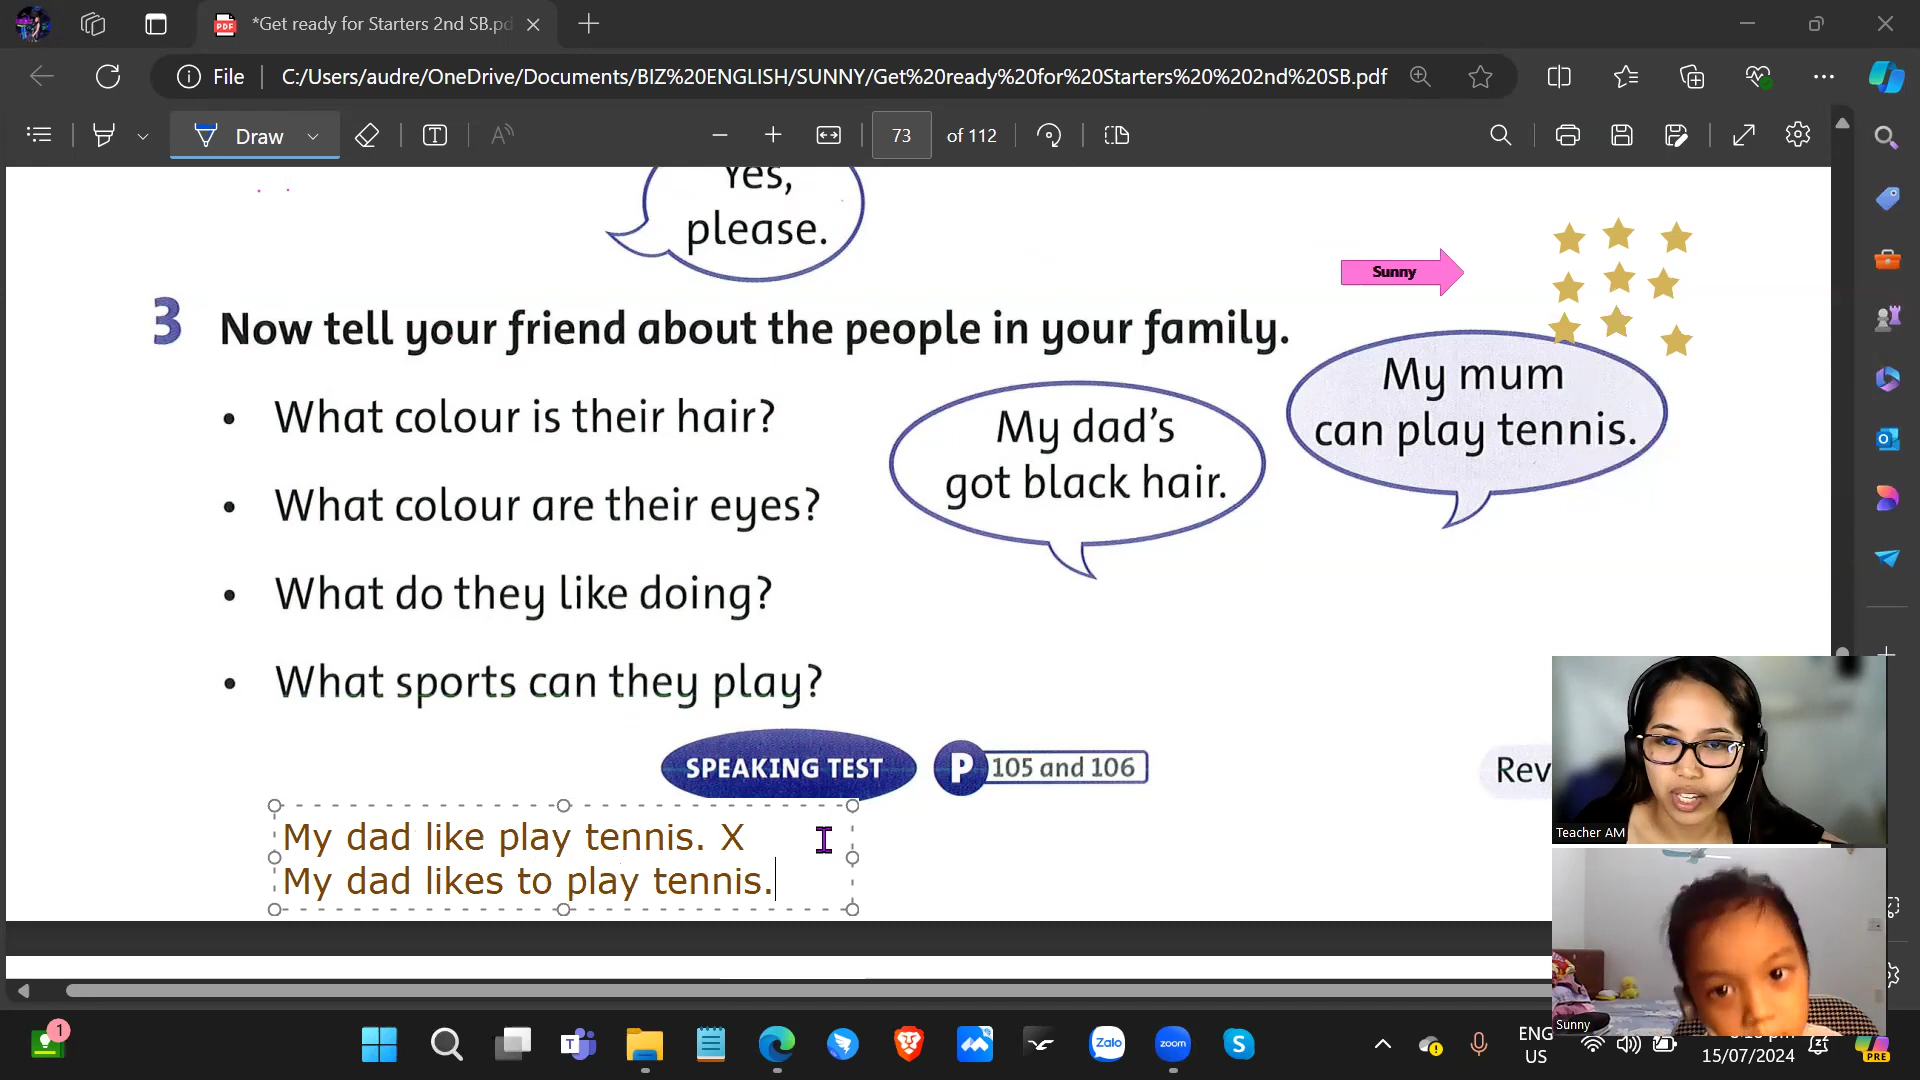 *Get ready for Starters 2nd SB.pd
File
C:/Users/audre/OneDrive/Documents/BIZ%20ENGLISH/SUNNY/Get%20ready%20for%20Starters%20%202nd%20SB.pdf
Draw
73
of 112
Yes,
please.
Sunny
3 Now tell your friend about the people in your family.
My mum
can play tennis.
• What colour is their hair?
My dad's
got black hair.
• What colour are their eyes?
• What do they like doing?
• What sports can they play?
SPEAKING TEST
P 105 and 106
Rev
My dad like play tennis. X
My dad likes to play tennis.
Teacher AM
Sunny
1
Zalo
zoom
ENG
US
15/07/2024
PRE